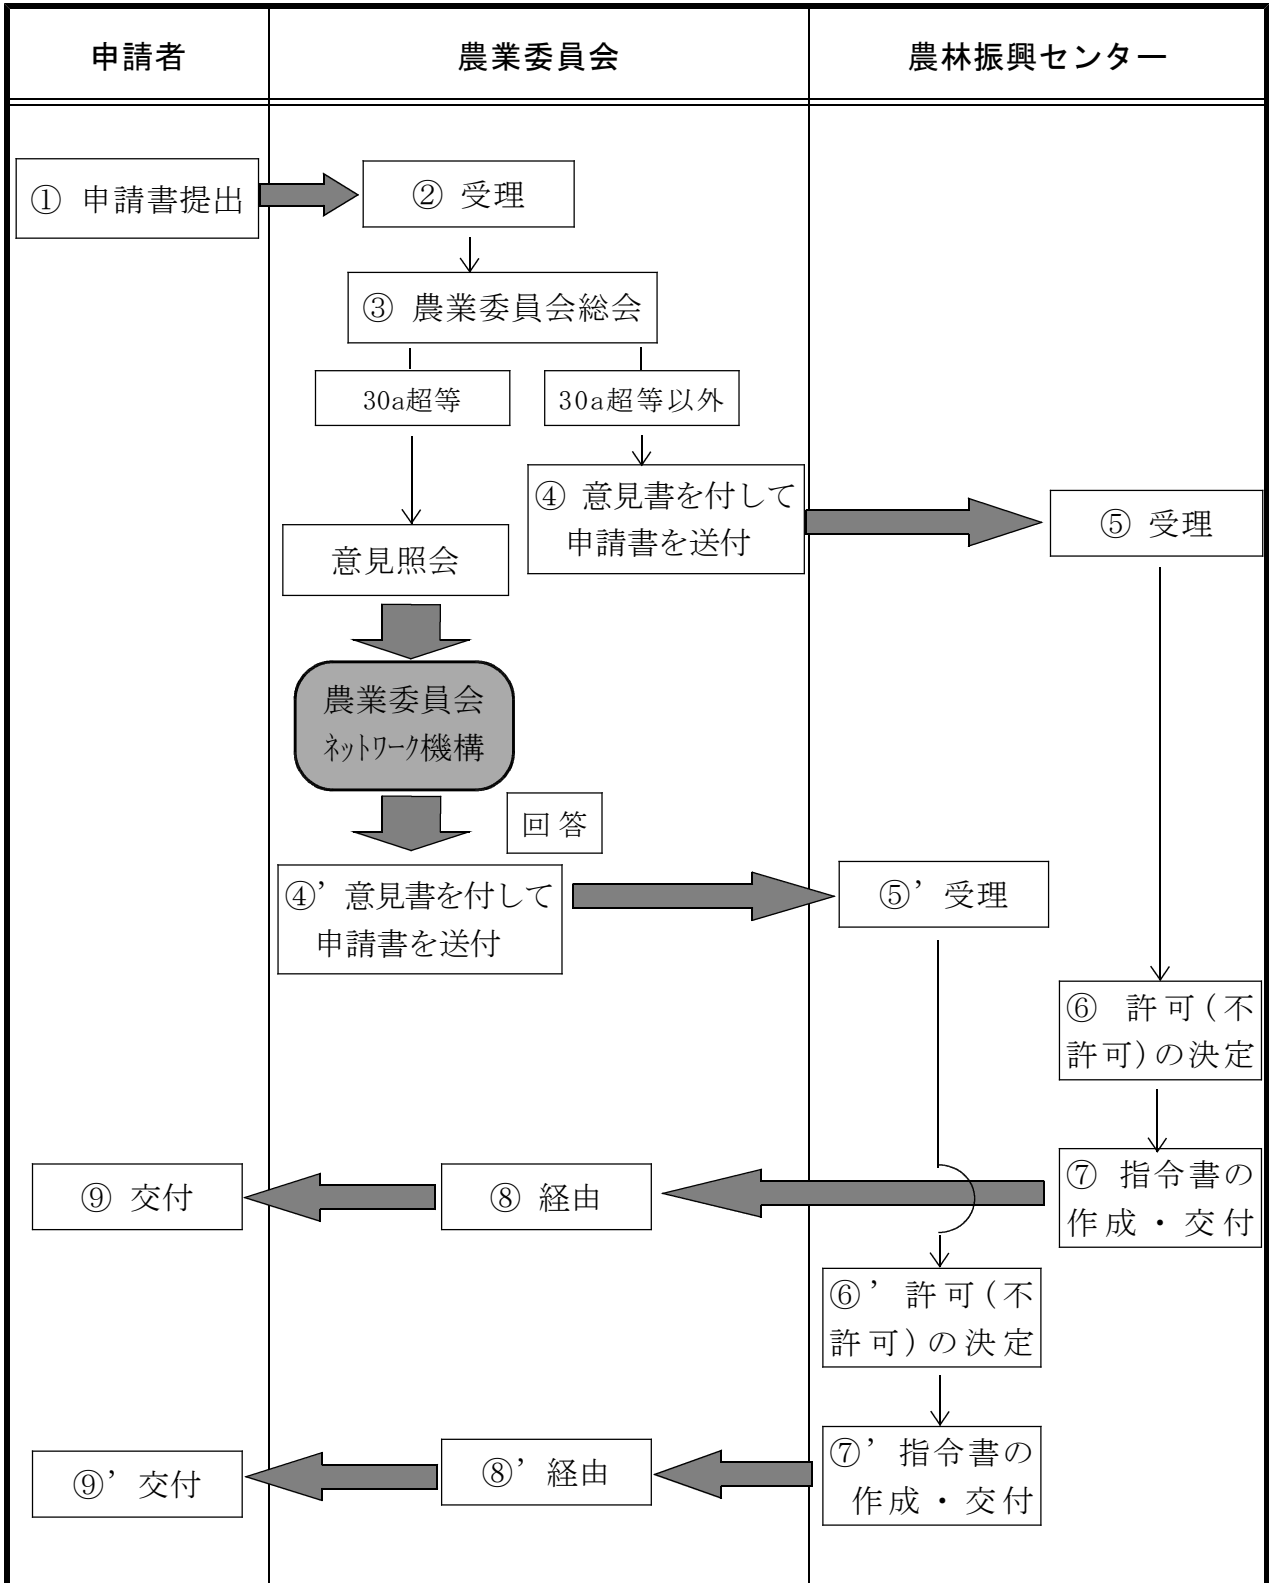 申請者
農業委員会
農林振興センター
① 申請書提出
② 受理
③ 農業委員会総会
30a超等
30a超等以外
④ 意見書を付して
申請書を送付
⑤ 受理
意見照会
農業委員会
ﾈｯﾄﾜｰｸ機構
回答
④’ 意見書を付して
申請書を送付
⑤’ 受理
⑥ 許可(不
許可)の決定
⑦ 指令書の
作成・交付
⑧ 経由
⑨ 交付
⑥’ 許可(不
許可)の決定
⑦’ 指令書の
作成・交付
⑧’ 経由
⑨’ 交付